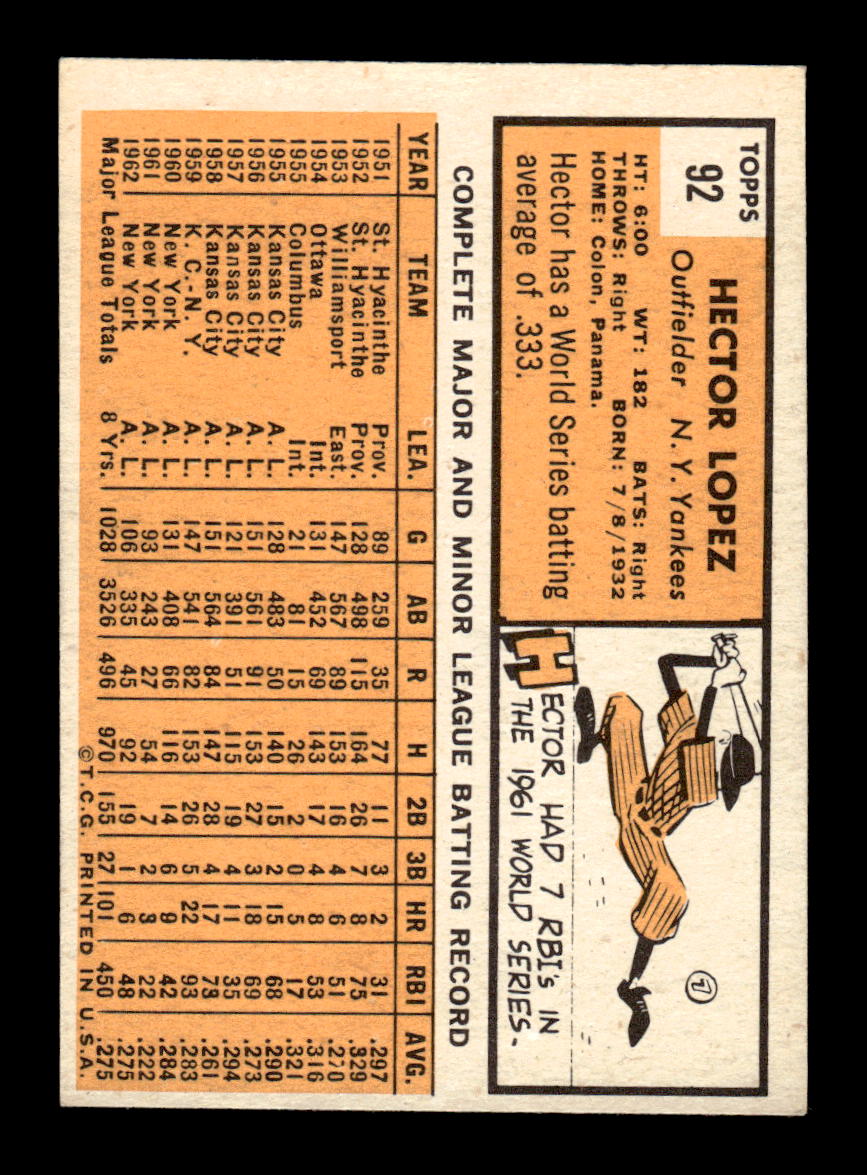 TOPPS
92
HECTOR LOPEZ
Outfielder N. Y. Yankees
HT: 6:00 WT: 182 BATS: Right
THROWS: Right BORN: 7/8/1932
HOME: Colon, Panama.
Hector has a World Series batting
average of .333.
HECTOR HAD 7 RBI's IN
THE 1961 WORLD SERIES-
7
COMPLETE MAJOR AND MINOR LEAGUE BATTING RECORD
YEAR TEAM LEA. G AB R H 2B 3B HR RBI AVG.
1951 St. Hyacinthe Prov. 89 259 35 77 11 3 2 31 .297
1952 St. Hyacinthe Prov. 128 498 115 164 26 7 8 75 .329
1953 Williamsport East. 147 567 89 153 16 4 6 51 .270
1954 Ottawa Int. 131 452 69 143 17 4 8 53 .316
1955 Columbus Int. 21 81 15 26 2 0 5 17 .321
1955 Kansas City A. L. 128 483 50 140 15 2 15 68 .290
1956 Kansas City A. L. 151 561 91 153 27 3 18 69 .273
1957 Kansas City A. L. 121 391 51 115 19 4 11 35 .294
1958 Kansas City A. L. 151 564 84 147 28 4 17 73 .261
1959 K. C.-N. Y. A. L. 147 541 82 153 26 5 22 93 .283
1960 New York A. L. 131 408 66 116 14 6 9 42 .284
1961 New York A. L. 93 243 27 54 7 2 3 22 .222
1962 New York A. L. 106 335 45 92 19 1 6 48 .275
Major League Totals 8 Yrs. 1028 3526 496 970 155 27 101 450 .275
©T.C.G. PRINTED IN U.S.A.